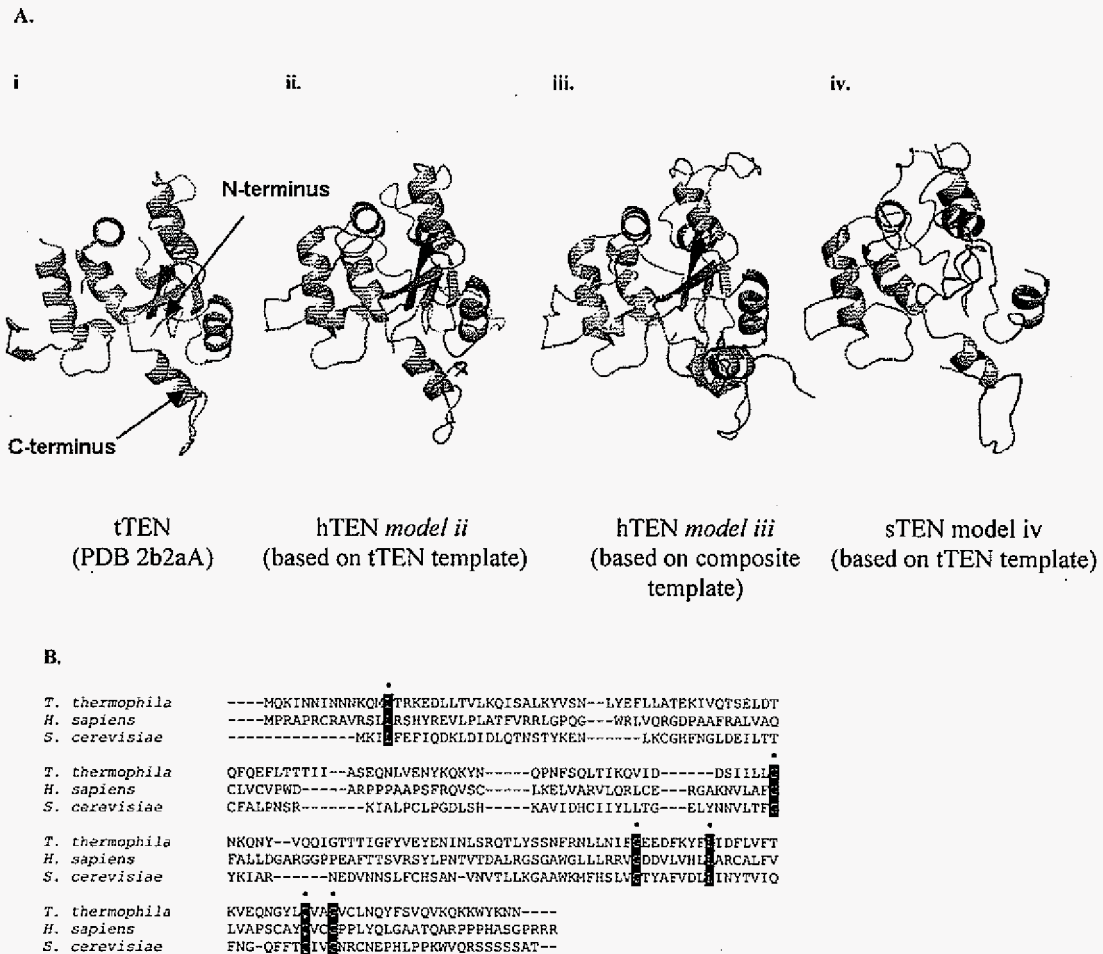 A.
i ii. iii. iv.
N-terminus
C-terminus
tTEN
(PDB 2b2aA)
hTEN model ii
(based on tTEN template)
hTEN model iii
(based on composite
template)
sTEN model iv
(based on tTEN template)
B.
T. thermophila ----MQKINNINNNKQMLTRKEDLLTVLKQISALKYVSN--LYEFLLATEKIVQTSELDT
H. sapiens ----MPRAPRCRAVRSLLRSHYREVLPLATFVRRLGPQG--WRLVQRGDPAAFRALVAQ
S. cerevisiae --------------MKILFEFIQDKLDIDLQTNSTYKEN------LKCGHFNGLDEILTT
T. thermophila QFQEFLTTTII--ASEQNLVENYKQKYN-----QPNFSQLTIKQVID------DSIILLG
H. sapiens CLVCVPWD-----ARPPPAAPSFRQVSC-----LKELVARVLQRLCE---RGAKNVLAFG
S. cerevisiae CFALPNSR------KIALPCLPGDLSH------KAVIDHCIIYLLTG---ELYNNVLTFG
T. thermophila NKQNY--VQQIGTTTIGFYVEYENINLSRQTLYSSNFRNLLNIFGEEDFKYFLIDFLVFT
H. sapiens FALLDGARGGPPEAFTTSVRSYLPNTVTDALRGSGAWGLLLRRVGDDVLVHLLARCALFV
S. cerevisiae YKIAR------NEDVNNSLFCHSAN-VNVTLLKGAAWKMFHSLVGTYAFVDLLINYTVIQ
T. thermophila KVEQNGYLQVAGVCLNQYFSVQVKQKKWYKNN----
H. sapiens LVAPSCAYQVCGPPLYQLGAATQARPPPHASGPRRR
S. cerevisiae FNG-QFFTQIVGNRCNEPHLPPKWVQRSSSSSAT--